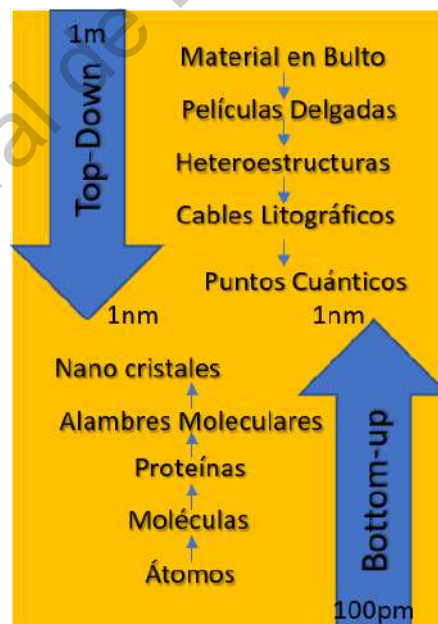 1m
Top-Down
Material en Bulto
Películas Delgadas
Heteroestructuras
Cables Litográficos
Puntos Cuánticos
1nm
1nm
Nano cristales
Alambres Moleculares
Proteínas
Moléculas
Átomos
Bottom-up
100pm